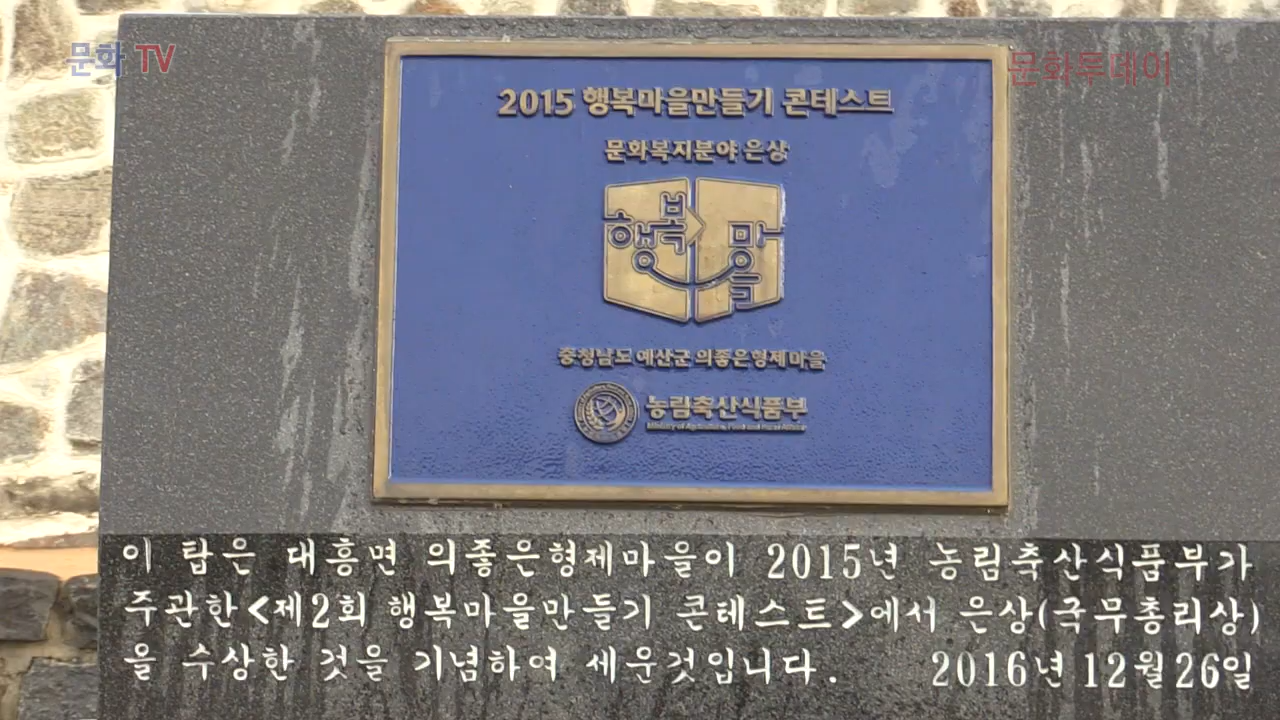 문화 TV
문화투데이
2015 행복마을만들기 콘테스트
문화복지분야 은상
행복마을
충청남도 예산군 의좋은형제마을
농림축산식품부
Ministry of Agriculture, Food and Rural Affairs
이 탑은 대흥면 의좋은형제마을이 2015년 농림축산식품부가
주관한<제2회 행복마을만들기 콘테스트>에서 은상(국무총리상)
을 수상한 것을 기념하여 세운것입니다. 2016년 12월 26일